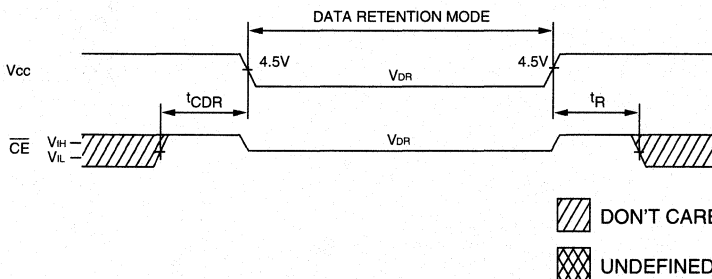 DATA RETENTION MODE
Vcc
4.5V
VDR
4.5V
tCDR
tR
CE
VIH
VIL
VDR
DON'T CARE
UNDEFINED